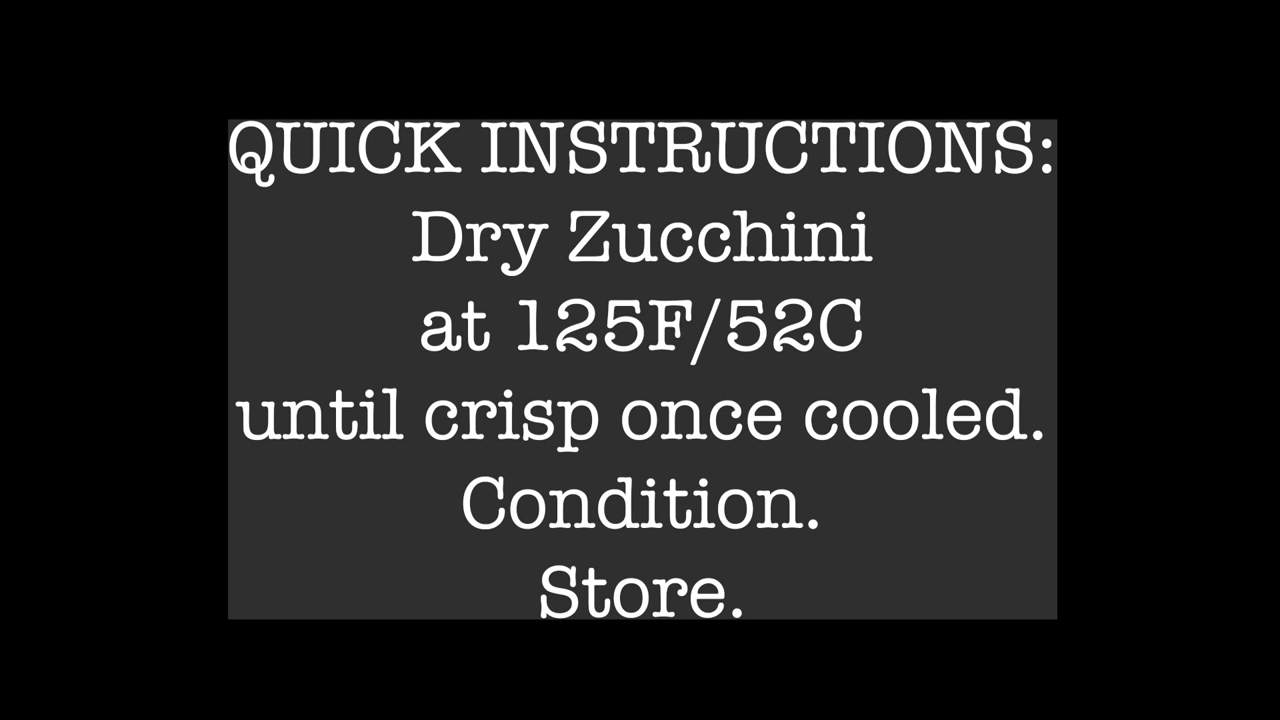 QUICK INSTRUCTIONS:
Dry Zucchini
at 125F/52C
until crisp once cooled.
Condition.
Store.